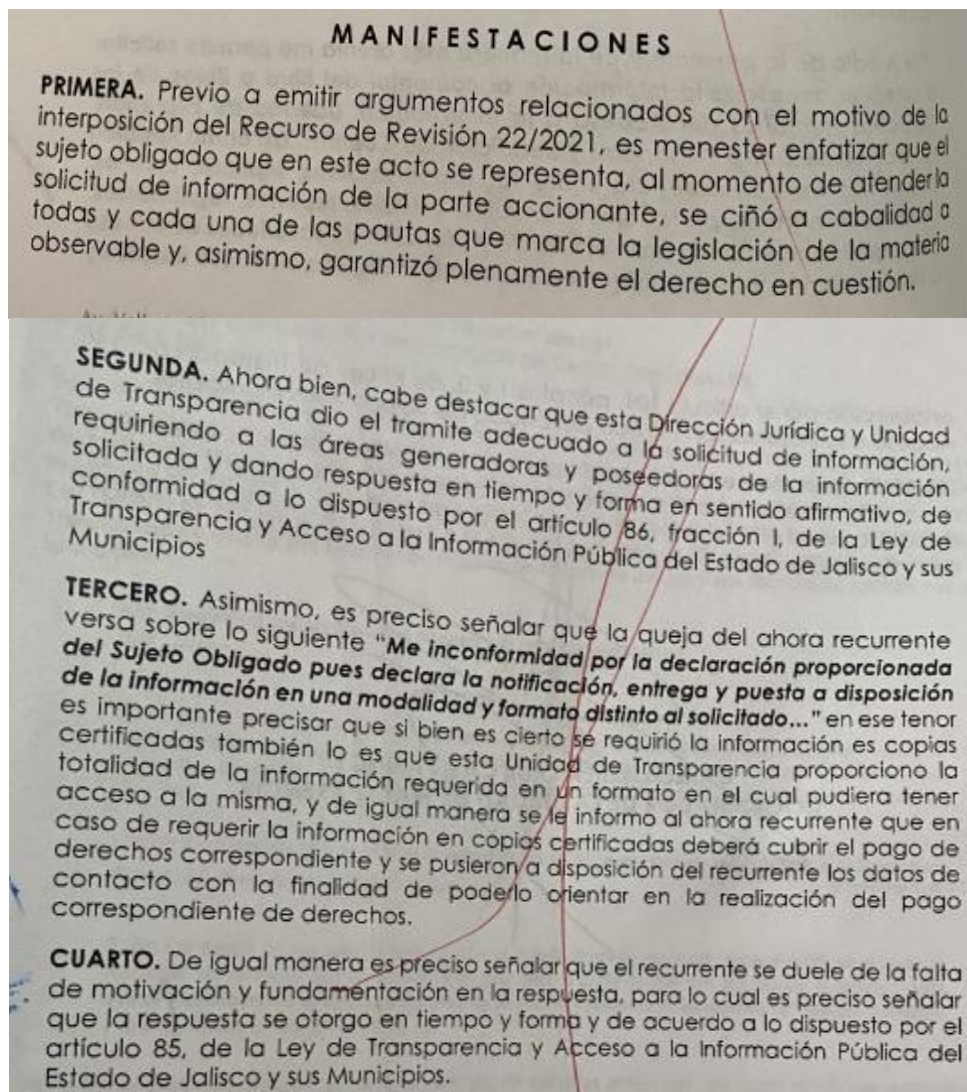 MANIFESTACIONES
PRIMERA. Previo a emitir argumentos relacionados con el motivo de la
interposición del Recurso de Revisión 22/2021, es menester enfatizar que el
sujeto obligado que en este acto se representa, al momento de atender la
solicitud de información de la parte accionante, se ciñó a cabalidad a
todas y cada una de las pautas que marca la legislación de la materia
observable y, asimismo, garantizó plenamente el derecho en cuestión.
SEGUNDA. Ahora bien, cabe destacar que esta Dirección Jurídica y Unidad
de Transparencia dio el tramite adecuado a la solicitud de información,
requiriendo a las áreas generadoras y poseedoras de la información
solicitada y dando respuesta en tiempo y forma en sentido afirmativo, de
conformidad a lo dispuesto por el artículo 86, fracción I, de la Ley de
Transparencia y Acceso a la Información Pública del Estado de Jalisco y sus
Municipios
TERCERO. Asimismo, es preciso señalar que la queja del ahora recurrente
versa sobre lo siguiente "Me inconformidad por la declaración proporcionada
del Sujeto Obligado pues declara la notificación, entrega y puesta a disposición
de la información en una modalidad y formato distinto al solicitado..." en ese tenor
es importante precisar que si bien es cierto se requirió la información es copias
certificadas también lo es que esta Unidad de Transparencia proporciono la
totalidad de la información requerida en un formato en el cual pudiera tener
acceso a la misma, y de igual manera se le informo al ahora recurrente que en
caso de requerir la información en copias certificadas deberá cubrir el pago de
derechos correspondiente y se pusieron a disposición del recurrente los datos de
contacto con la finalidad de poderlo orientar en la realización del pago
correspondiente de derechos.
CUARTO. De igual manera es preciso señalar que el recurrente se duele de la falta
de motivación y fundamentación en la respuesta, para lo cual es preciso señalar
que la respuesta se otorgo en tiempo y forma y de acuerdo a lo dispuesto por el
artículo 85, de la Ley de Transparencia y Acceso a la Información Pública del
Estado de Jalisco y sus Municipios.